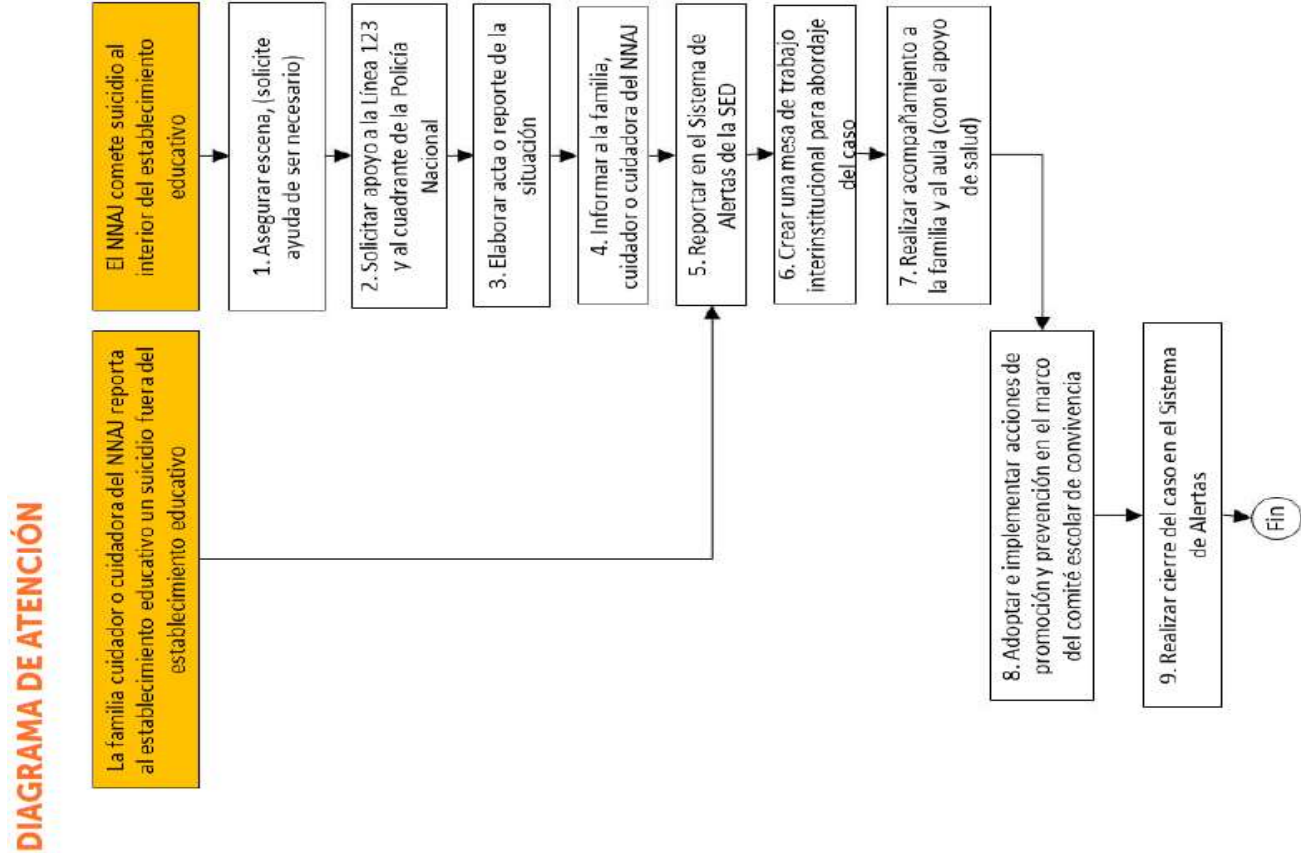 DIAGRAMA DE ATENCIÓN
La familia cuidador o cuidadora del NNAJ reporta
al establecimiento educativo un suicidio fuera del
establecimiento educativo
El NNAJ comete suicidio al
interior del establecimiento
educativo
1. Asegurar escena, (solicite
ayuda de ser necesario)
2. Solicitar apoyo a la Línea 123
y al cuadrante de la Policía
Nacional
3. Elaborar acta o reporte de la
situación
4. Informar a la familia,
cuidador o cuidadora del NNAJ
5. Reportar en el Sistema de
Alertas de la SED
6. Crear una mesa de trabajo
interinstitucional para abordaje
del caso
7. Realizar acompañamiento a
la familia y al aula (con el apoyo
de salud)
8. Adoptar e implementar acciones de
promoción y prevención en el marco
del comité escolar de convivencia
9. Realizar cierre del caso en el Sistema
de Alertas
Fin